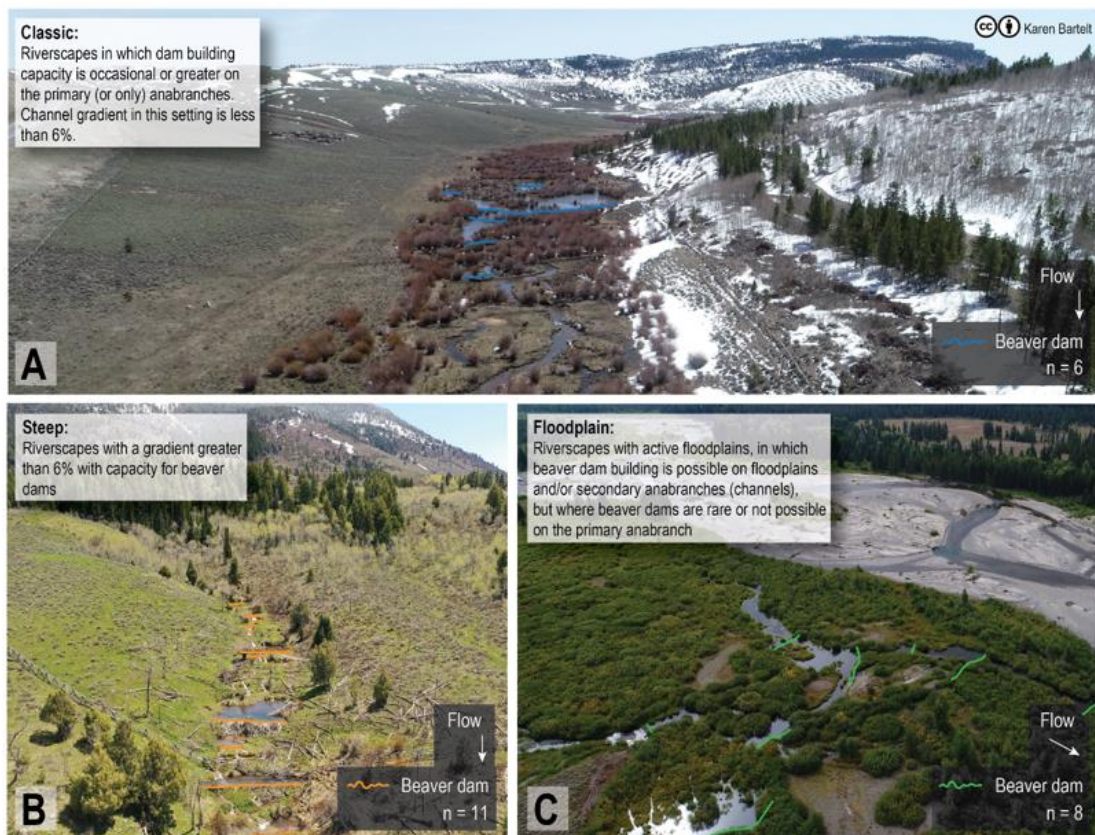 Classic:
Riverscapes in which dam building
capacity is occasional or greater on
the primary (or only) anabranches.
Channel gradient in this setting is less
than 6%.
cc Karen Bartelt
Flow
Beaver dam
n = 6
A
Steep:
Riverscapes with a gradient greater
than 6% with capacity for beaver
dams
Flow
Beaver dam
n = 11
B
Floodplain:
Riverscapes with active floodplains, in which
beaver dam building is possible on floodplains
and/or secondary anabranches (channels),
but where beaver dams are rare or not possible
on the primary anabranch
Flow
Beaver dam
n = 8
C